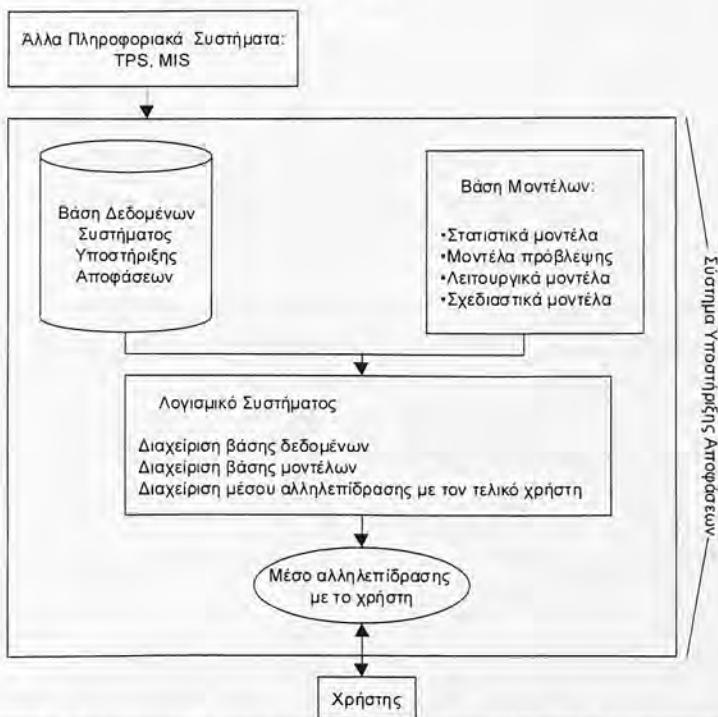 Άλλα Πληροφοριακά Συστήματα:
TPS, MIS
Βάση Δεδομένων
Συστήματος
Υποστήριξης
Αποφάσεων
Βάση Μοντέλων:
•Στατιστικά μοντέλα
•Μοντέλα πρόβλεψης
•Λειτουργικά μοντέλα
•Σχεδιαστικά μοντέλα
Σύστημα Υποστήριξης Αποφάσεων
Λογισμικό Συστήματος
Διαχείριση βάσης δεδομένων
Διαχείριση βάσης μοντέλων
Διαχείριση μέσου αλληλεπίδρασης με τον τελικό χρήστη
Μέσο αλληλεπίδρασης
με το χρήστη
Χρήστης